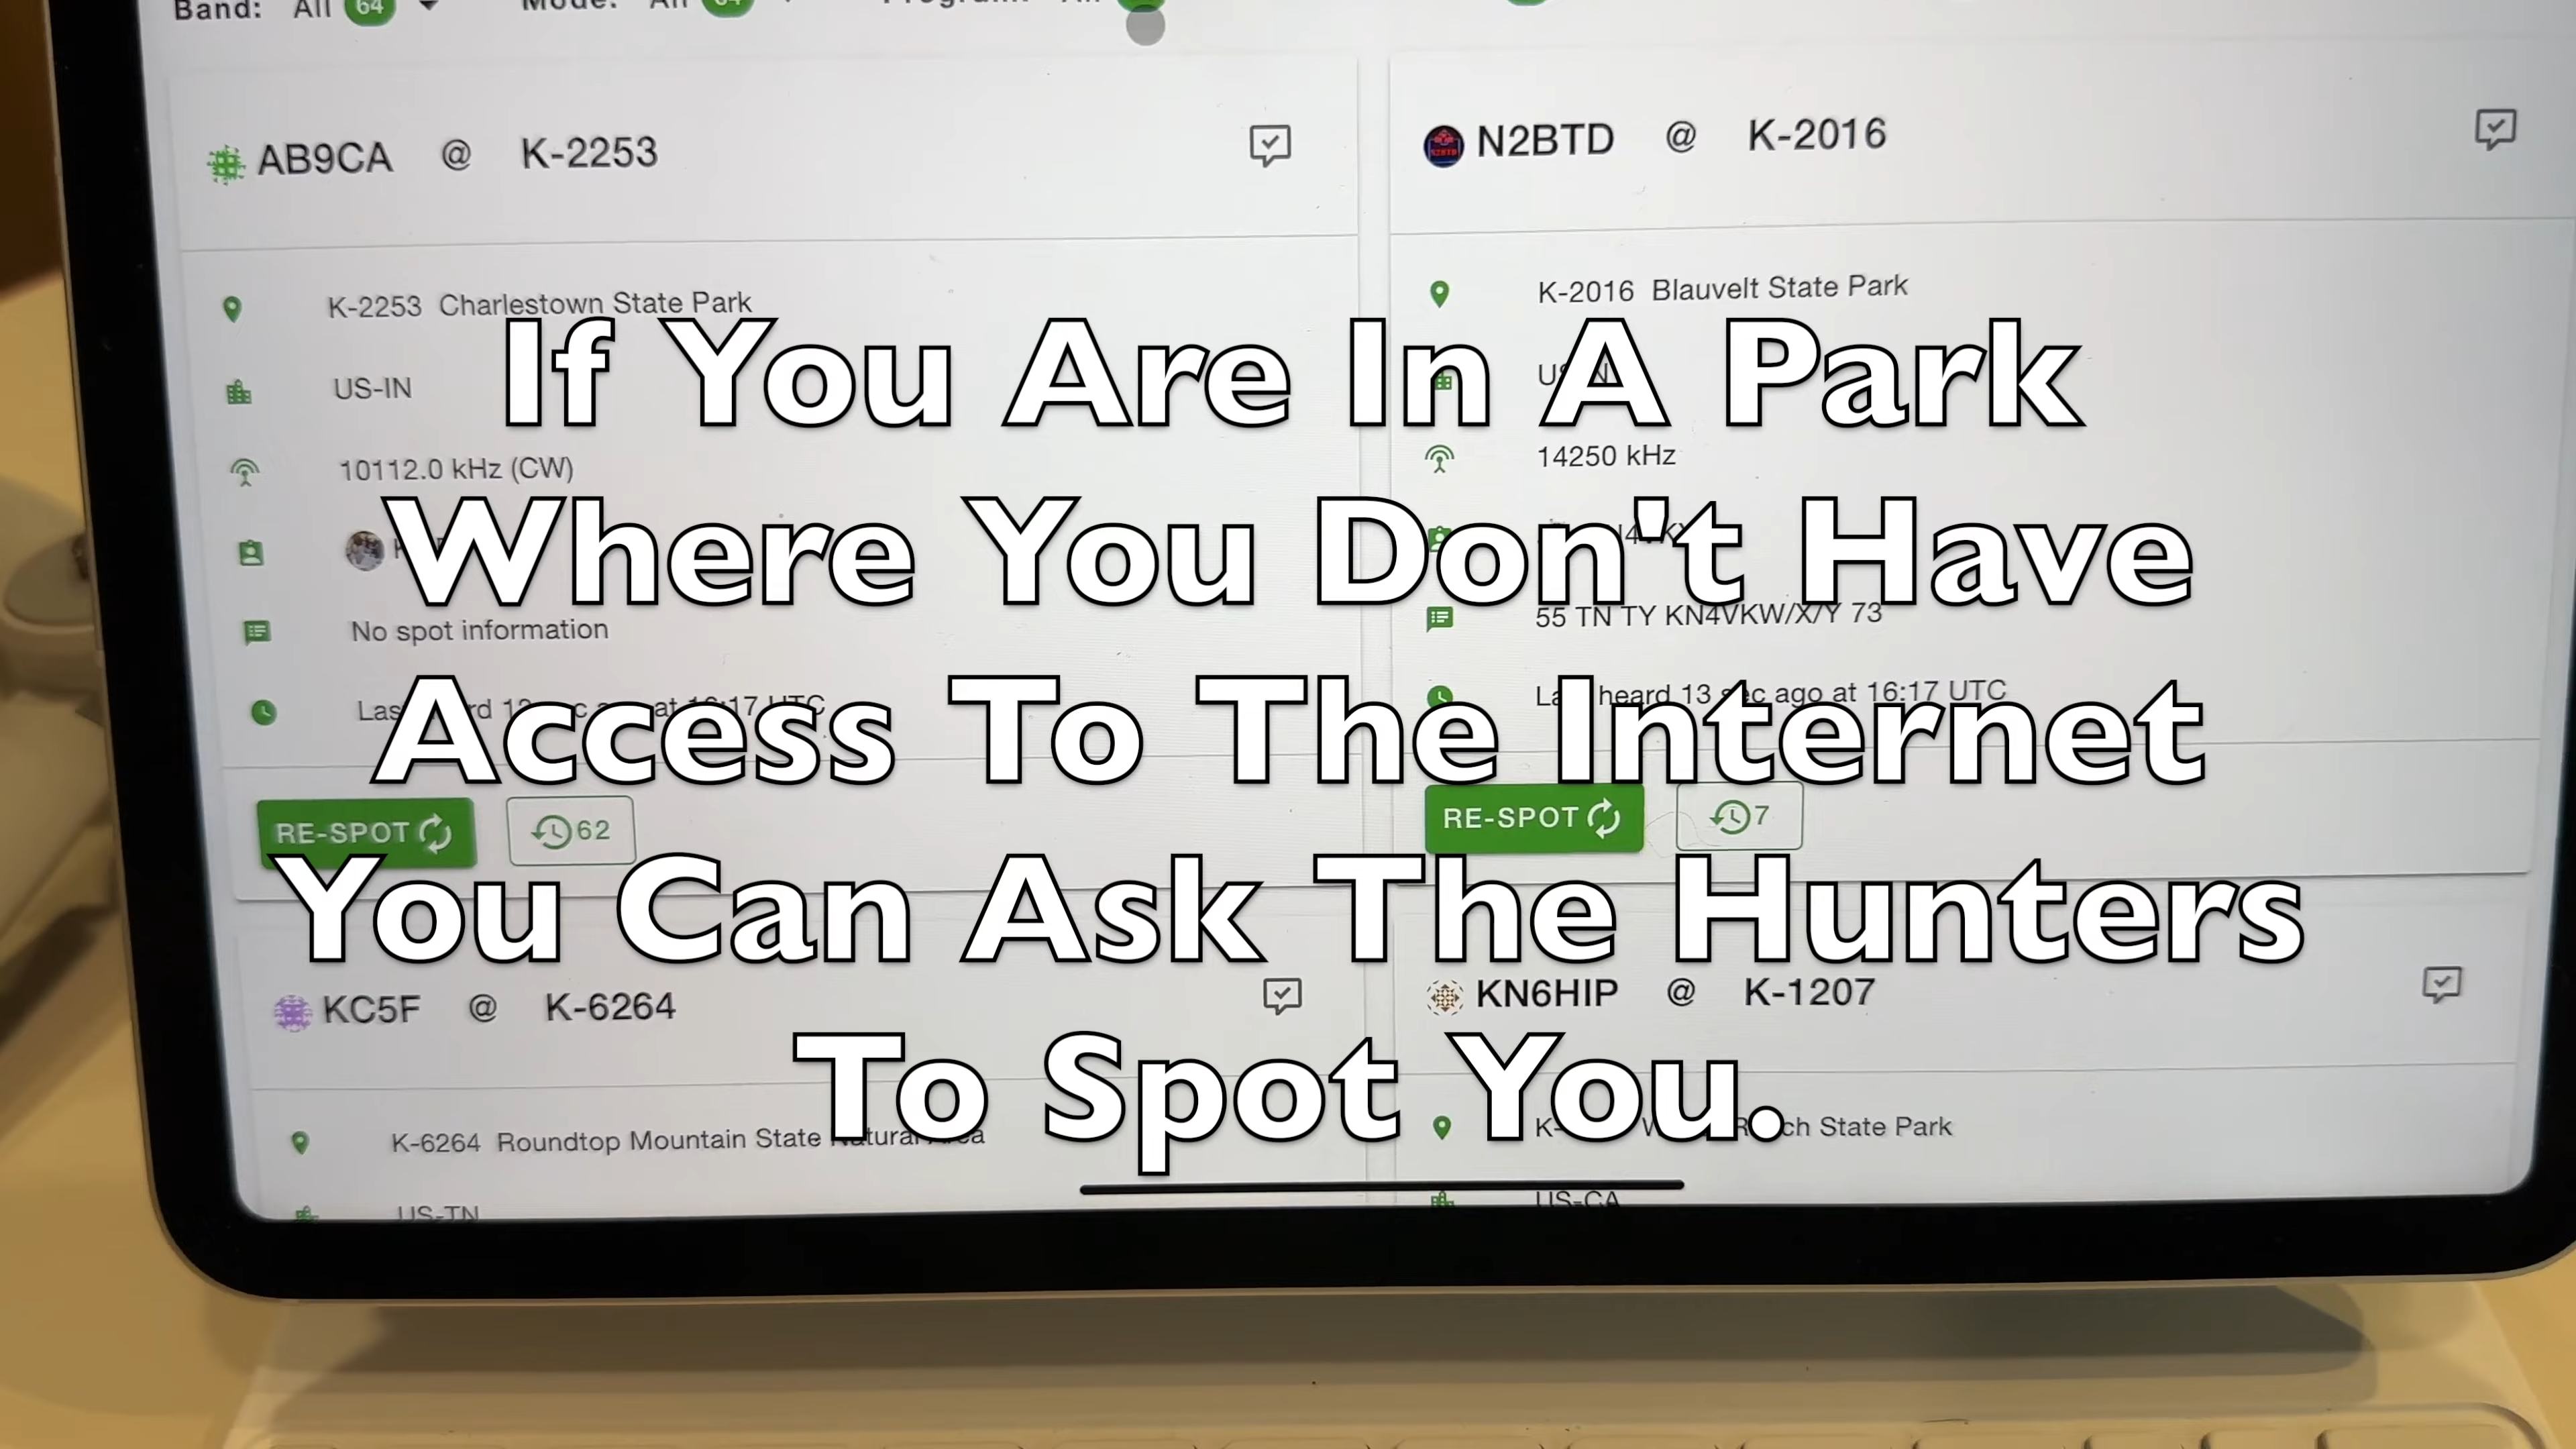 Band: All 64
AB9CA @ K-2253
K-2253 Charlestown State Park
US-IN
10112.0 kHz (CW)
No spot information
RE-SPOT 62
N2BTD @ K-2016
K-2016 Blauvelt State Park
14250 kHz
55 TN TY KN4VKW/X/Y 73
heard 13 sec ago at 16:17 UTC
RE-SPOT 7
If You Are In A Park
Where You Don't Have
Access To The Internet
You Can Ask The Hunters
To Spot You.
KC5F @ K-6264
K-6264 Roundtop Mountain State Natural Area
US-TN
KN6HIP @ K-1207
State Park
US-CA